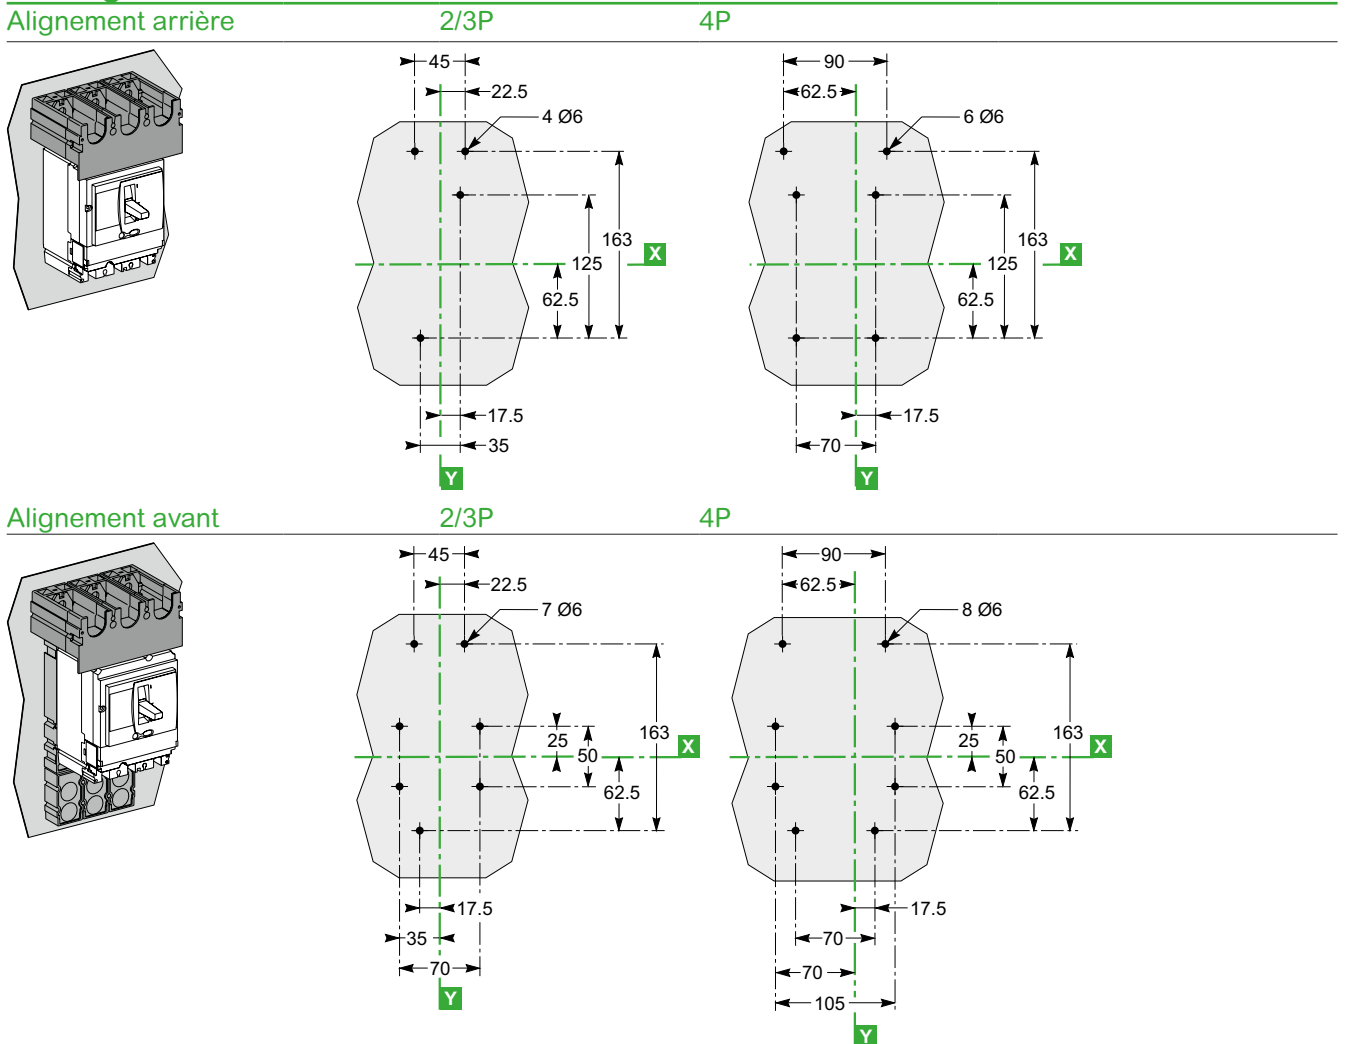 Alignement arrière 2/3P 4P
45 90
22.5 62.5
4 Ø6 6 Ø6
163 163
X X
125 125
62.5 62.5
17.5 17.5
35 70
Y Y
Alignement avant 2/3P 4P
45 90
22.5 62.5
7 Ø6 8 Ø6
163 163
25 25
X X
50 50
62.5 62.5
17.5 17.5
35 70
70 70
Y 105
Y